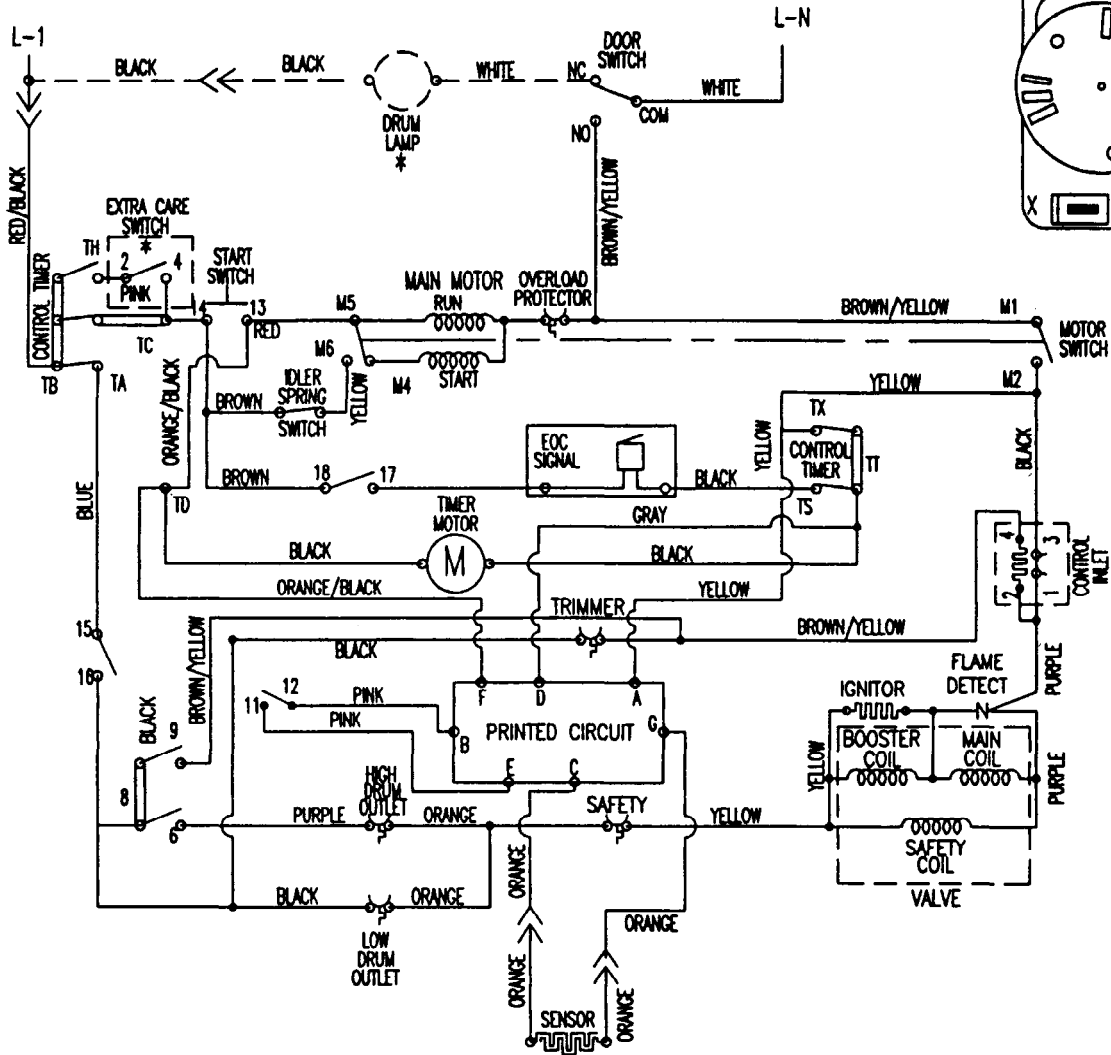 L-1
L-N
BLACK
BLACK
WHITE
NC
DOOR
SWITCH
WHITE
COM
NO
DRUM
LAMP
*
RED/BLACK
BROWN/YELLOW
X
EXTRA CARE
SWITCH
*
TH
2
4
PINK
CONTROL TIMER
START
SWITCH
14
13
RED
TC
TB
TA
M5
MAIN MOTOR
RUN
OVERLOAD
PROTECTOR
BROWN/YELLOW
M1
MOTOR
SWITCH
M2
M6
M4
START
YELLOW
IDLER
SPRING
SWITCH
BROWN
YELLOW
ORANGE/BLACK
BLUE
BROWN
18
17
EOC
SIGNAL
BLACK
YELLOW
TX
CONTROL
TIMER
TT
TS
BLACK
TD
TIMER
MOTOR
M
GRAY
BLACK
BLACK
ORANGE/BLACK
YELLOW
4
3
2
1
CONTROL
INLET
TRIMMER
BROWN/YELLOW
BLACK
15
16
BROWN/YELLOW
BLACK
9
8
6
11
12
PINK
PINK
F
D
A
B
PRINTED CIRCUIT
G
E
C
FLAME
DETECT
PURPLE
IGNITOR
YELLOW
BOOSTER
COIL
MAIN
COIL
PURPLE
SAFETY
COIL
VALVE
HIGH
DRUM
OUTLET
PURPLE
ORANGE
SAFETY
YELLOW
BLACK
ORANGE
LOW
DRUM
OUTLET
ORANGE
ORANGE
ORANGE
SENSOR
ORANGE